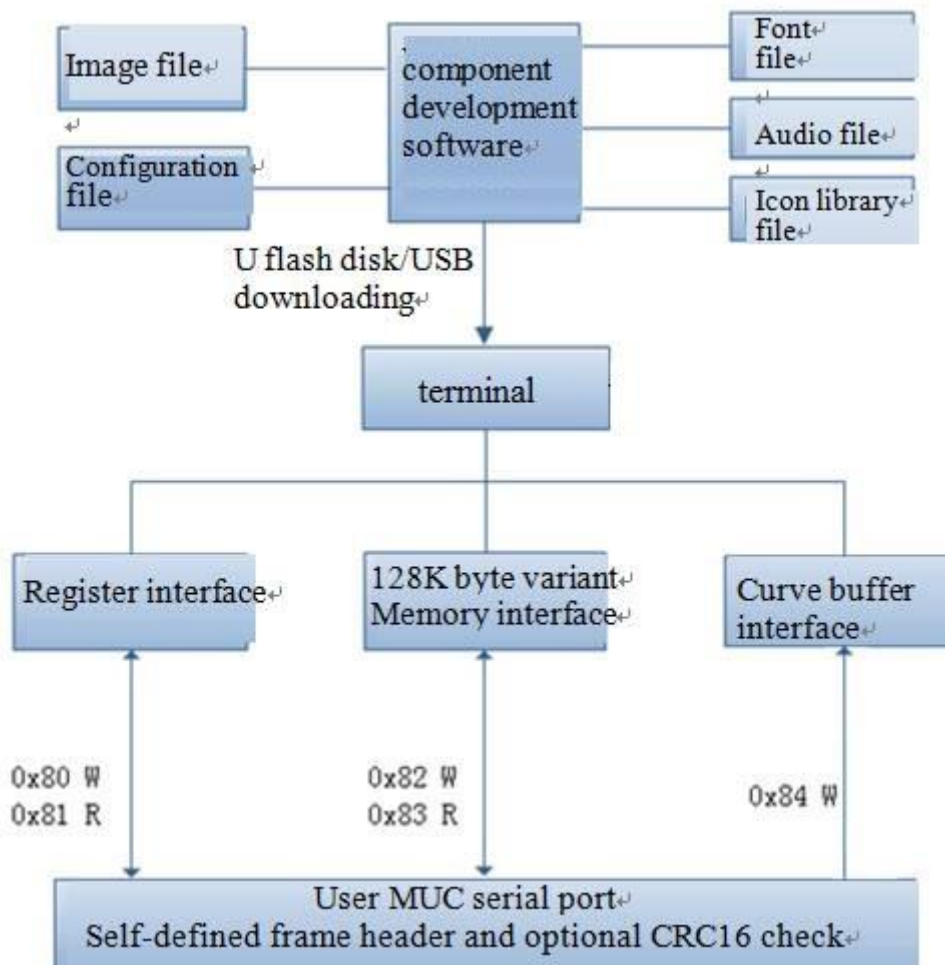 Image file
component
development
software
Font
file
Audio file
Configuration
file
Icon library
file
U flash disk/USB
downloading
terminal
Register interface
128K byte variant
Memory interface
Curve buffer
interface
0x80 W
0x81 R
0x82 W
0x83 R
0x84 W
User MUC serial port
Self-defined frame header and optional CRC16 check